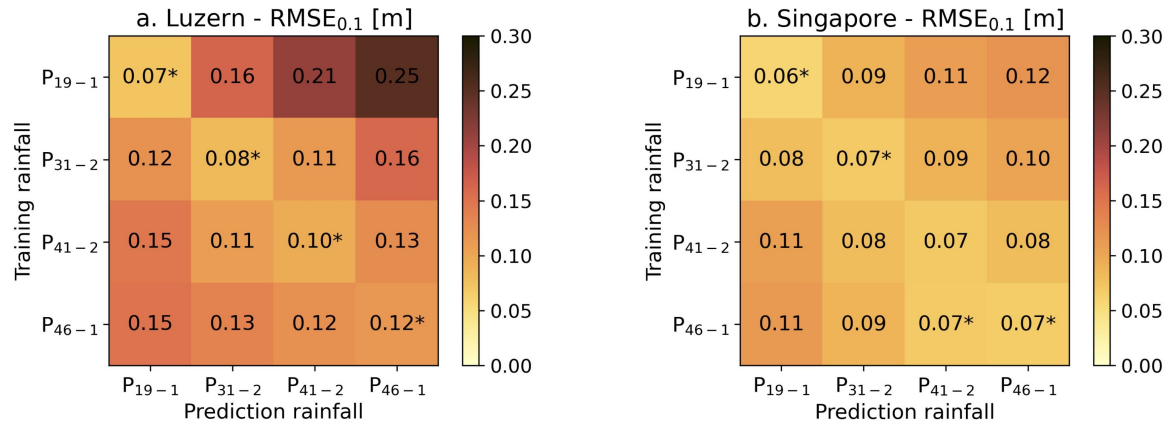 a. Luzern - RMSE0.1 [m]
P19-1
0.07* 0.16 0.21 0.25
P31-2
0.12 0.08* 0.11 0.16
P41-2
0.15 0.11 0.10* 0.13
P46-1
0.15 0.13 0.12 0.12*
P19-1 P31-2 P41-2 P46-1
Training rainfall
Prediction rainfall
0.30
0.25
0.20
0.15
0.10
0.05
0.00
b. Singapore - RMSE0.1 [m]
P19-1
0.06* 0.09 0.11 0.12
P31-2
0.08 0.07* 0.09 0.10
P41-2
0.11 0.08 0.07 0.08
P46-1
0.11 0.09 0.07* 0.07*
P19-1 P31-2 P41-2 P46-1
Training rainfall
Prediction rainfall
0.30
0.25
0.20
0.15
0.10
0.05
0.00